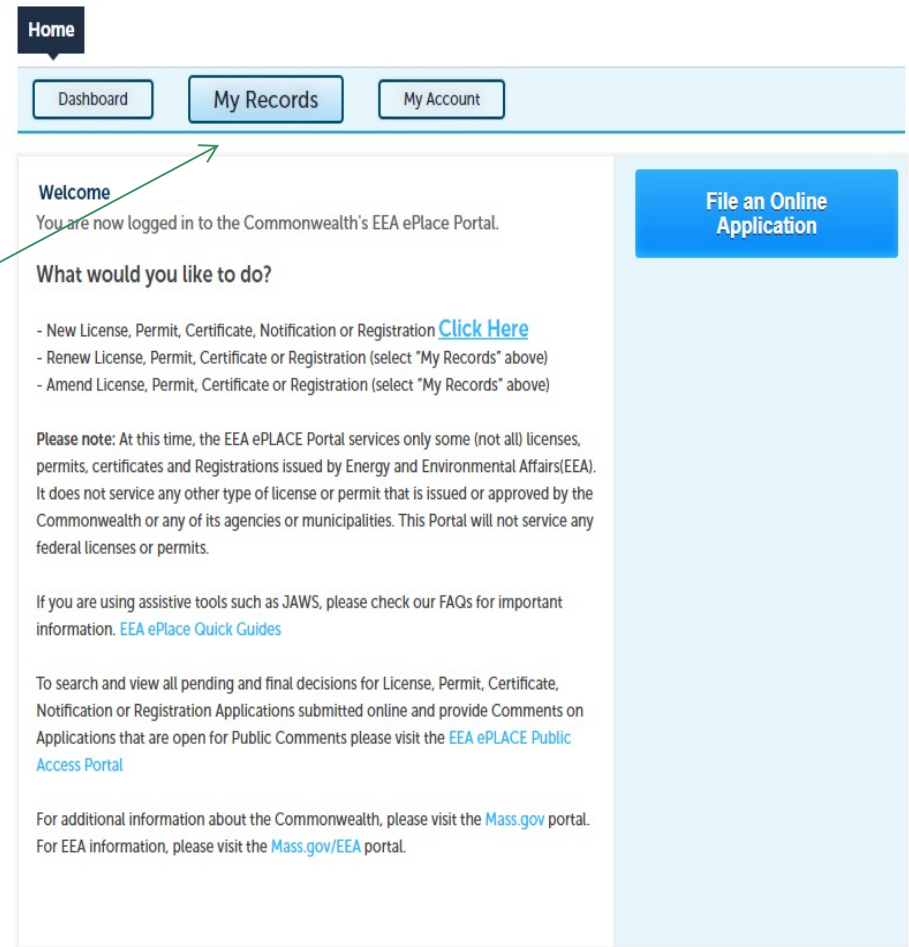 Home
Dashboard My Records My Account
Welcome
You are now logged in to the Commonwealth's EEA ePlace Portal.
What would you like to do?
- New License, Permit, Certificate, Notification or Registration Click Here
- Renew License, Permit, Certificate or Registration (select "My Records" above)
- Amend License, Permit, Certificate or Registration (select "My Records" above)
Please note: At this time, the EEA ePLACE Portal services only some (not all) licenses,
permits, certificates and Registrations issued by Energy and Environmental Affairs(EEA).
It does not service any other type of license or permit that is issued or approved by the
Commonwealth or any of its agencies or municipalities. This Portal will not service any
federal licenses or permits.
If you are using assistive tools such as JAWS, please check our FAQs for important
information. EEA ePlace Quick Guides
To search and view all pending and final decisions for License, Permit, Certificate,
Notification or Registration Applications submitted online and provide Comments on
Applications that are open for Public Comments please visit the EEA ePLACE Public
Access Portal
For additional information about the Commonwealth, please visit the Mass.gov portal.
For EEA information, please visit the Mass.gov/EEA portal.
File an Online
Application